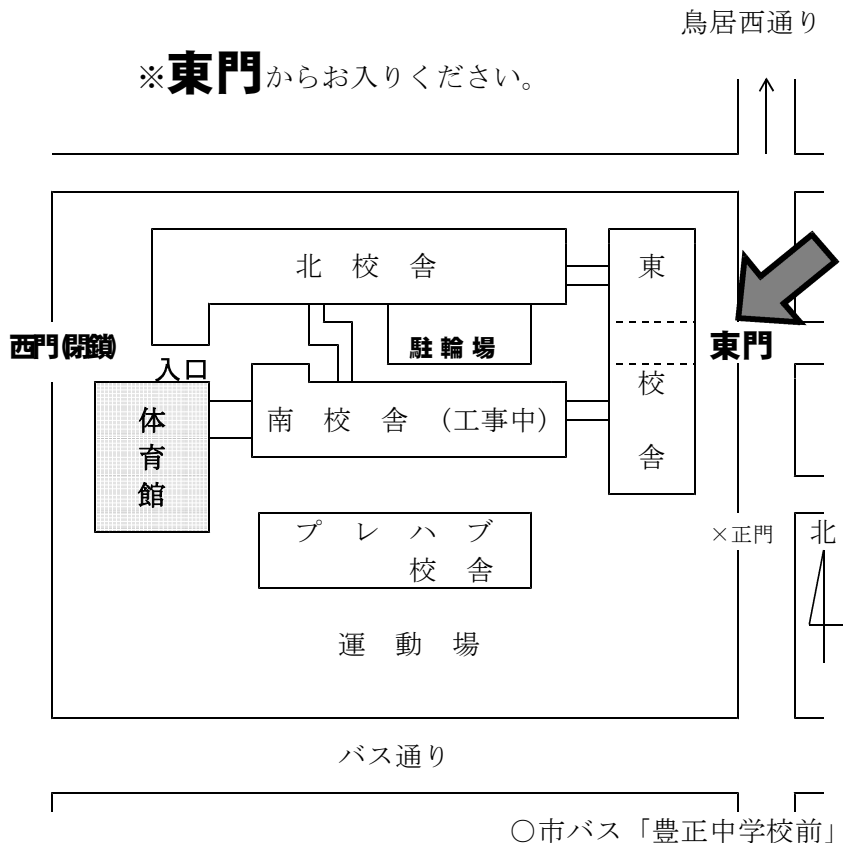 鳥居西通り
※東門からお入りください。
北 校 舎
東
校
舎
西門(閉鎖)
入口
駐輪場
東門
体
育
館
南 校 舎 (工事中)
プ レ ハ ブ
校 舎
×正門
北
運 動 場
バス通り
○市バス「豊正中学校前」